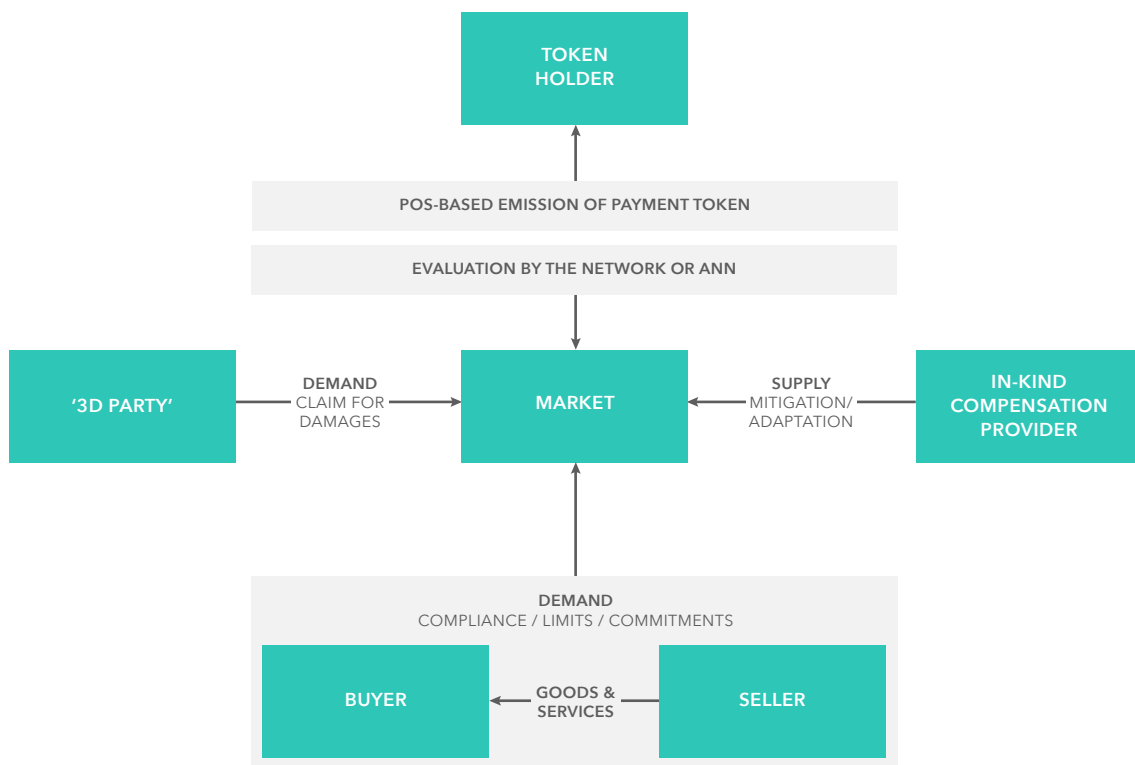 TOKEN
HOLDER
POS-BASED EMISSION OF PAYMENT TOKEN
EVALUATION BY THE NETWORK OR ANN
‘3D PARTY’
DEMAND
CLAIM FOR
DAMAGES
MARKET
SUPPLY
MITIGATION/
ADAPTATION
IN-KIND
COMPENSATION
PROVIDER
DEMAND
COMPLIANCE / LIMITS / COMMITMENTS
BUYER
GOODS &
SERVICES
SELLER